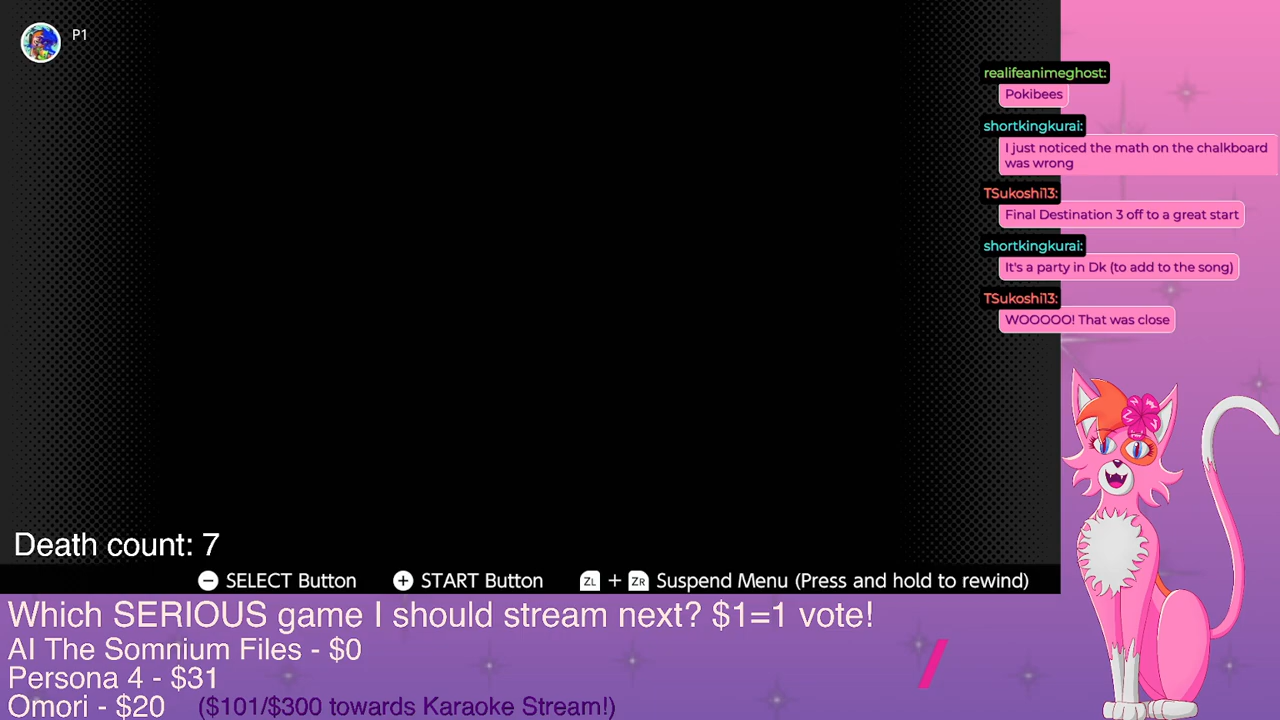 P1
realifeanimeghost:
Pokibees
shortkingkurai:
I just noticed the math on the chalkboard
was wrong
TSukoshi13:
Final Destination 3 off to a great start
shortkingkurai:
It's a party in Dk (to add to the song)
TSukoshi13:
WOOOOO! That was close
Death count: 7
SELECT Button START Button ZL + ZR Suspend Menu (Press and hold to rewind)
Which SERIOUS game I should stream next? $1=1 vote!
AI The Somnium Files - $0
Persona 4 - $31
Omori - $20 ($101/$300 towards Karaoke Stream!)